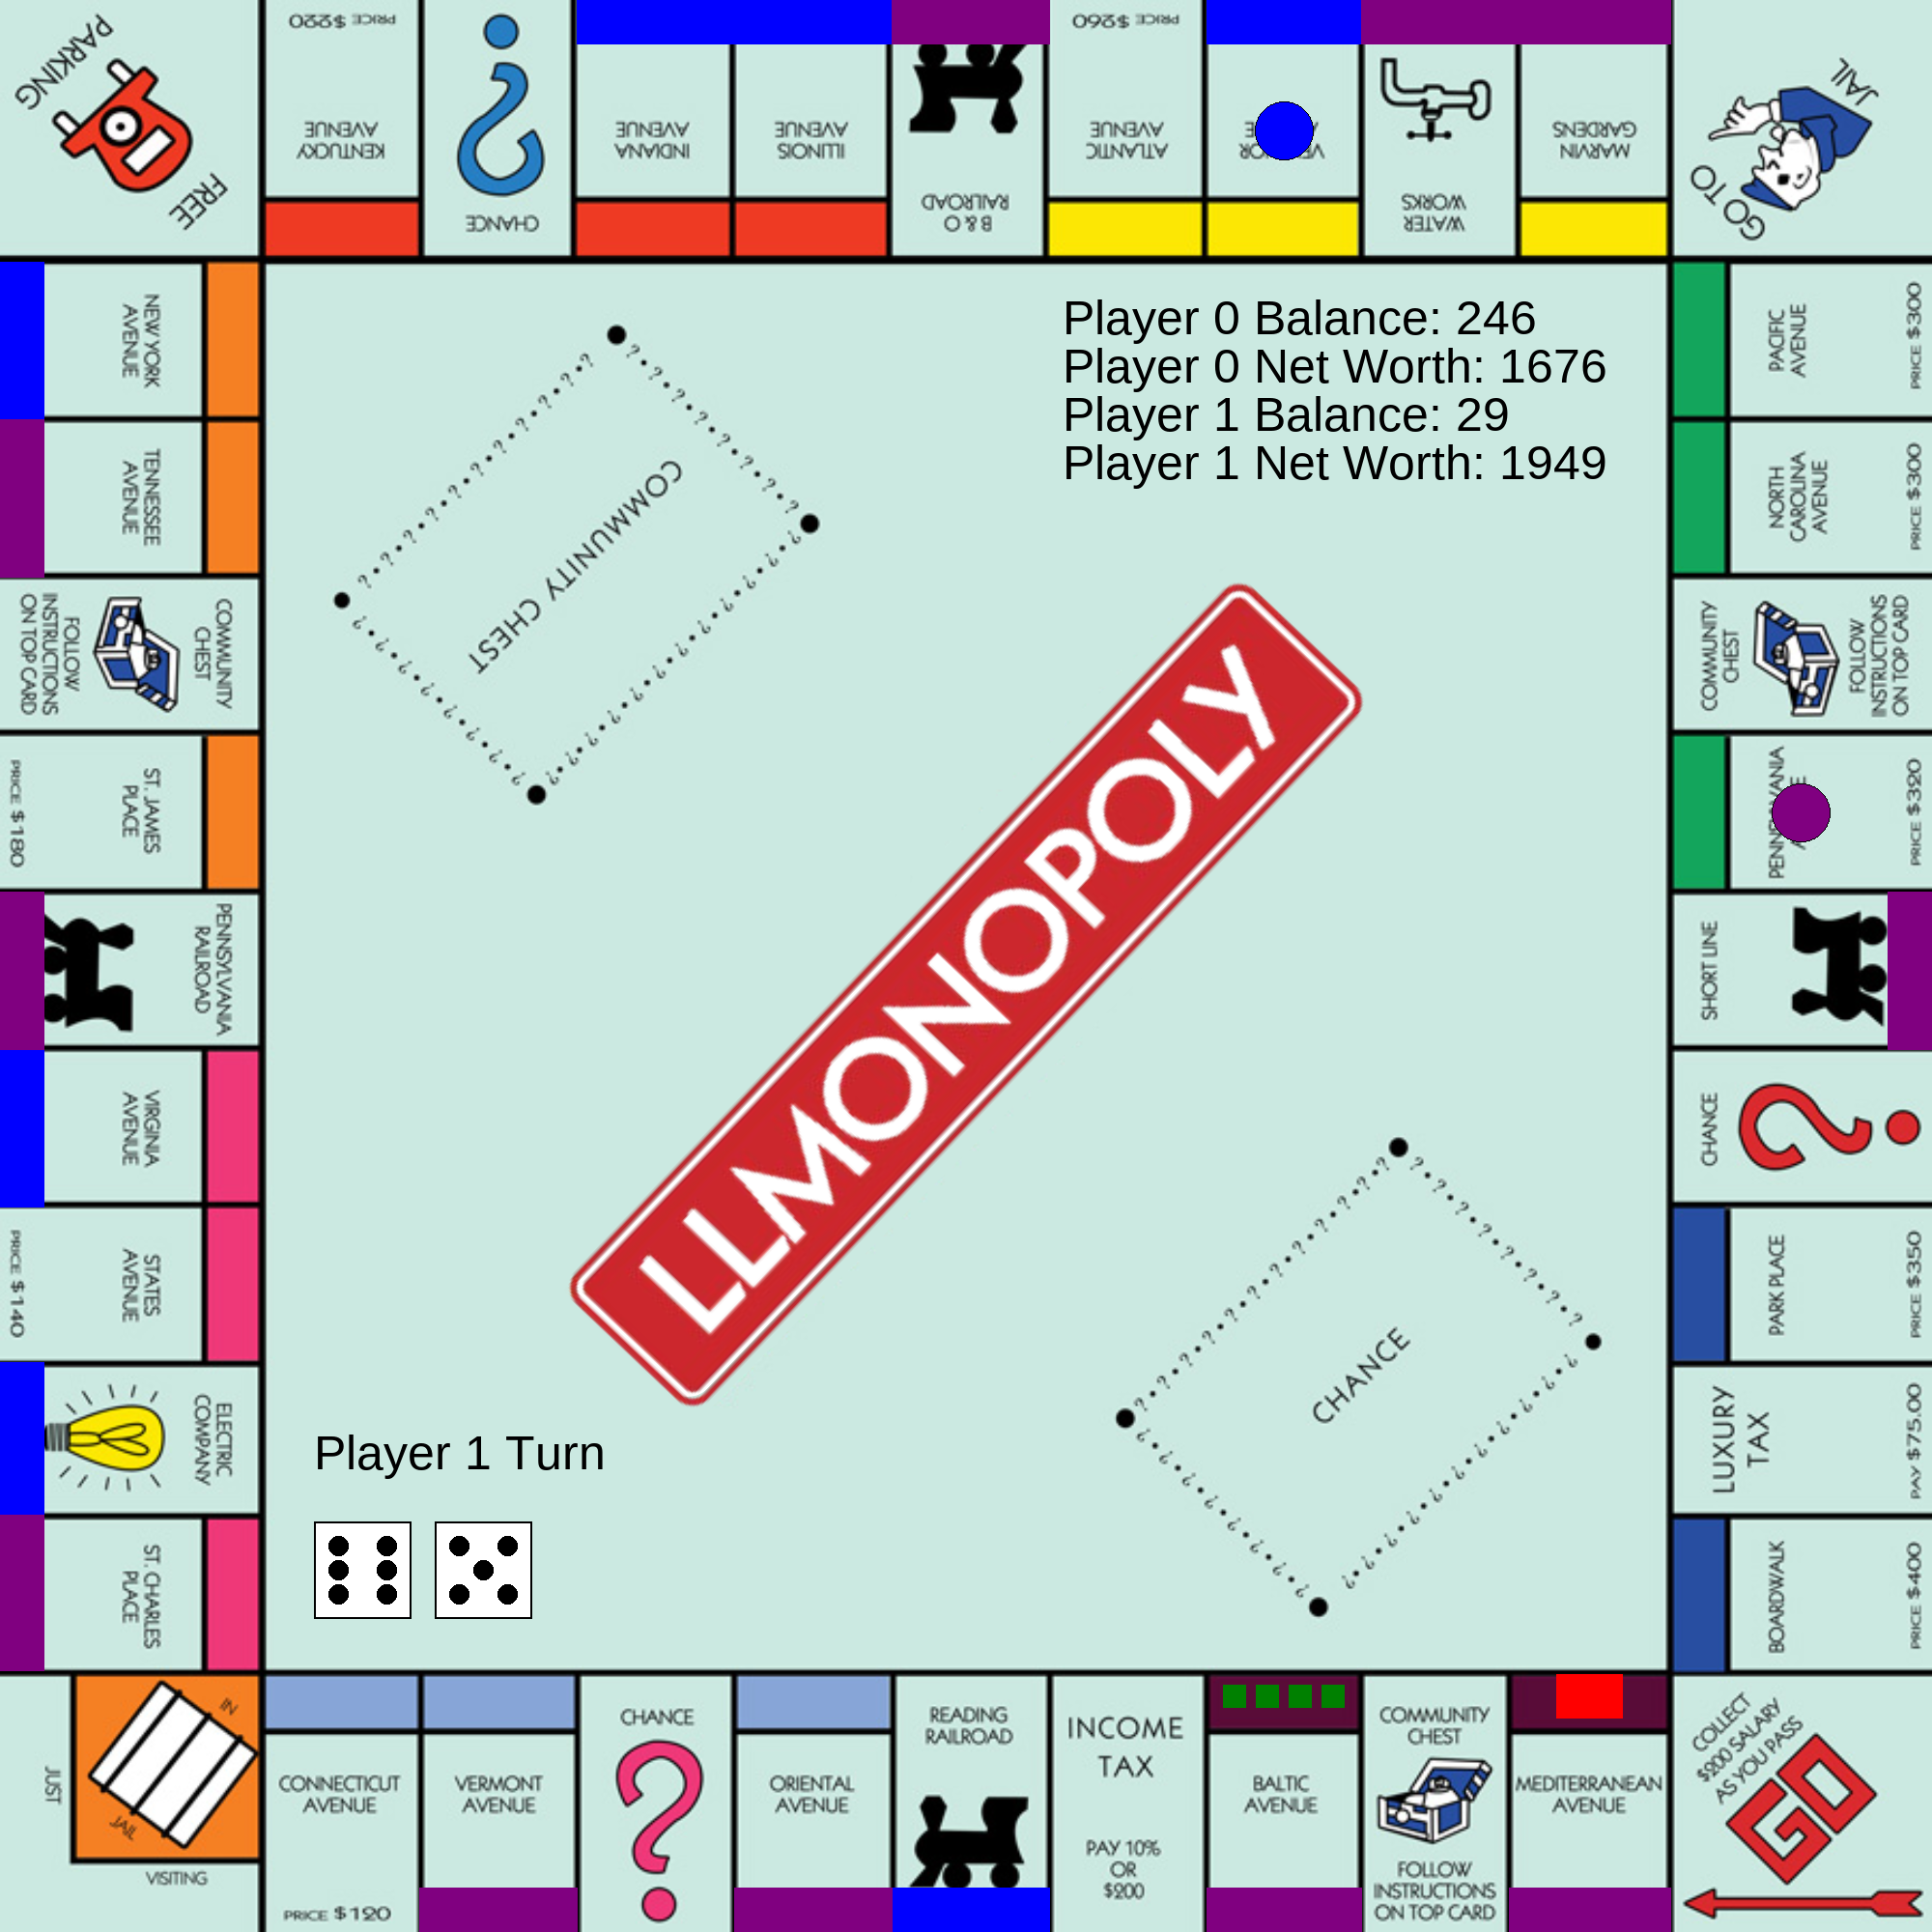 PARKING
FREE
PRICE $220
KENTUCKY
AVENUE
CHANCE
INDIANA
AVENUE
ILLINOIS
AVENUE
B & O
RAILROAD
PRICE $260
ATLANTIC
AVENUE
WATER
WORKS
MARVIN
GARDENS
GO TO
JAIL
NEW YORK
AVENUE
TENNESSEE
AVENUE
COMMUNITY
CHEST
FOLLOW
INSTRUCTIONS
ON TOP CARD
ST. JAMES
PLACE
PRICE $180
PENNSYLVANIA
RAILROAD
VIRGINIA
AVENUE
STATES
AVENUE
PRICE $140
ELECTRIC
COMPANY
ST. CHARLES
PLACE
Player 0 Balance: 246
Player 0 Net Worth: 1676
Player 1 Balance: 29
Player 1 Net Worth: 1949
COMMUNITY CHEST
LLMONOPOLY
CHANCE
Player 1 Turn
PACIFIC
AVENUE
PRICE $300
NORTH
CAROLINA
AVENUE
PRICE $300
COMMUNITY
CHEST
FOLLOW
INSTRUCTIONS
ON TOP CARD
PRICE $320
SHORT LINE
CHANCE
PARK PLACE
PRICE $350
LUXURY
TAX
PAY $75.00
BOARDWALK
PRICE $400
JUST
VISITING
IN
JAIL
CONNECTICUT
AVENUE
PRICE $120
VERMONT
AVENUE
CHANCE
ORIENTAL
AVENUE
READING
RAILROAD
INCOME
TAX
PAY 10%
OR
$200
BALTIC
AVENUE
COMMUNITY
CHEST
FOLLOW
INSTRUCTIONS
ON TOP CARD
MEDITERRANEAN
AVENUE
COLLECT
$200 SALARY
AS YOU PASS
GO